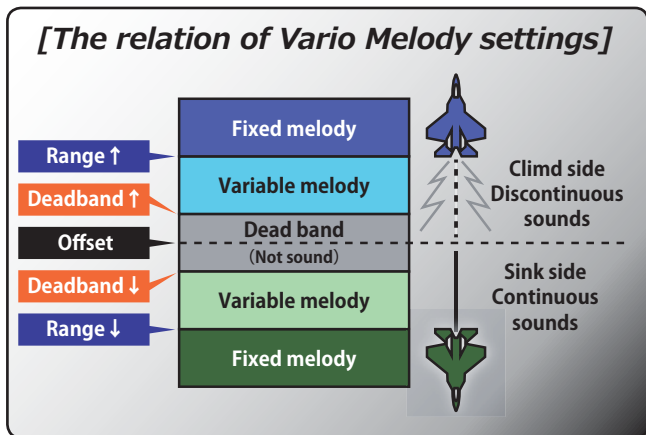 [The relation of Vario Melody settings]
Fixed melody
Range ↑
Variable melody
Deadband ↑
Dead band
(Not sound)
Offset
Deadband ↓
Variable melody
Range ↓
Fixed melody
Climd side
Discontinuous
sounds
Sink side
Continuous
sounds